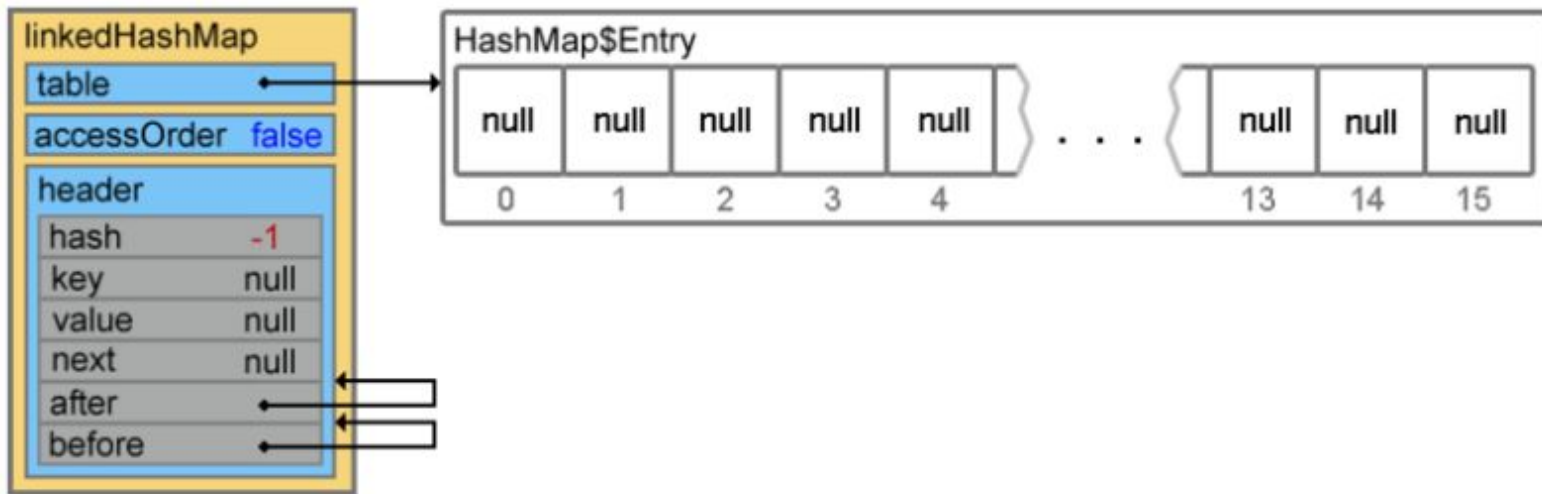 linkedHashMap
table
accessOrder false
header
hash -1
key null
value null
next null
after
before
HashMap$Entry
null null null null null . . . null null null
0 1 2 3 4 13 14 15